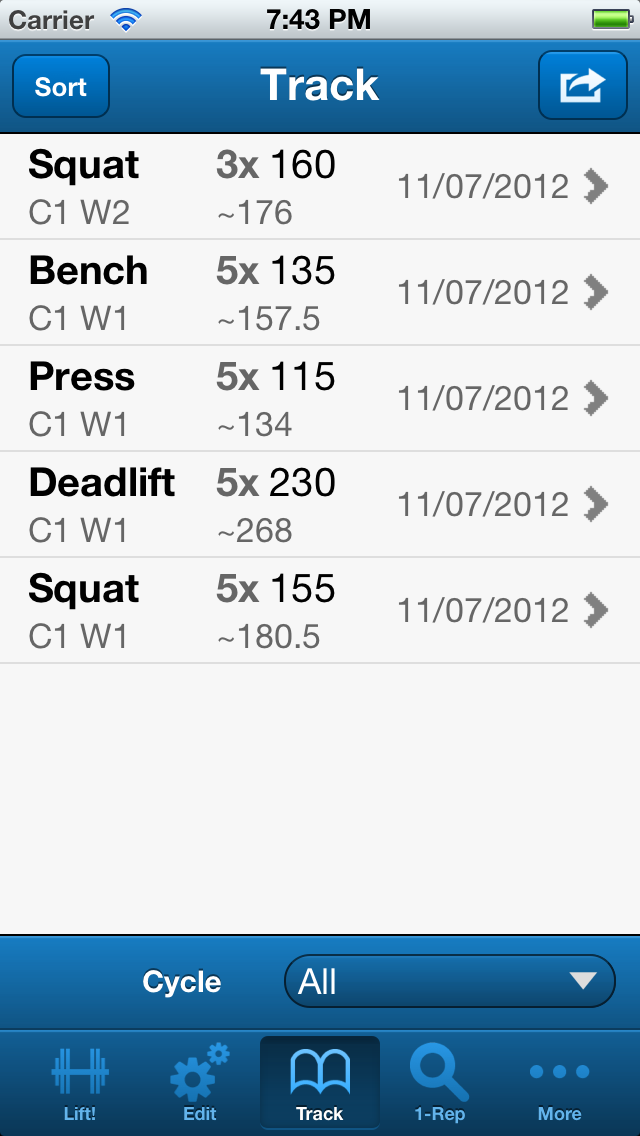 Carrier 7:43 PM
Sort Track
Squat 3x 160 11/07/2012
C1 W2 ~176
Bench 5x 135 11/07/2012
C1 W1 ~157.5
Press 5x 115 11/07/2012
C1 W1 ~134
Deadlift 5x 230 11/07/2012
C1 W1 ~268
Squat 5x 155 11/07/2012
C1 W1 ~180.5
Cycle All
Lift! Edit Track 1-Rep More